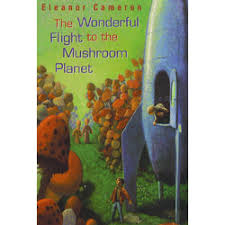 Eleanor Cameron
The Wonderful
Flight to the
Mushroom
Planet